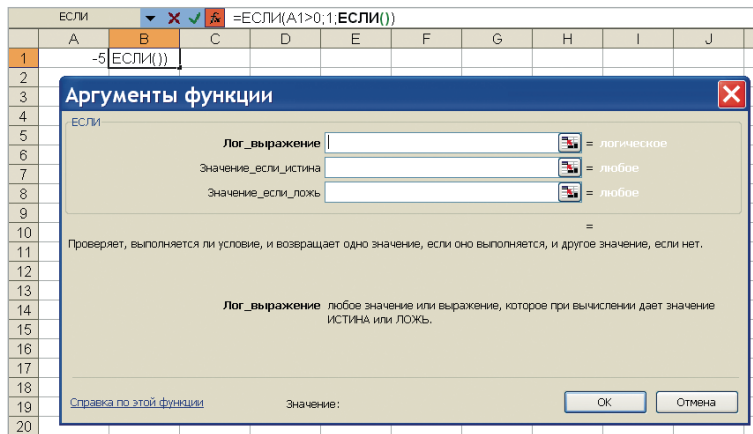 ЕСЛИ =ЕСЛИ(A1>0;1;ЕСЛИ())
A B C D E F G H I J
1 -5 ЕСЛИ())
2
3 Аргументы функции
4
ЕСЛИ
5 Лог_выражение = логическое
6
Значение_если_истина = любое
7
8 Значение_если_ложь = любое
9
10 =
11 Проверяет, выполняется ли условие, и возвращает одно значение, если оно выполняется, и другое значение, если нет.
12
13
14 Лог_выражение любое значение или выражение, которое при вычислении дает значение
15 ИСТИНА или ЛОЖЬ.
16
17
18
19 Справка по этой функции Значение: ОК Отмена
20